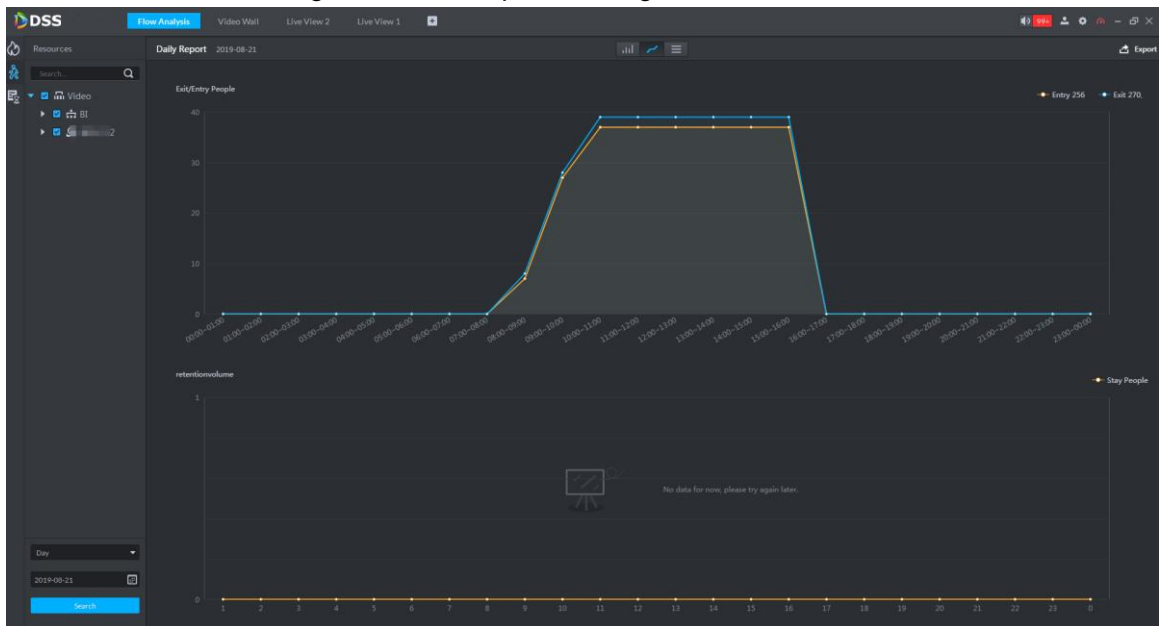 DSS Flow Analysis Video Wall Live View 2 Live View 1 99+
Resources Daily Report 2019-08-21 Export
Search...
Exit/Entry People Entry 256 Exit 270.
Video
BI
2
40
30
20
10
0
00:00~01:00 01:00~02:00 02:00~03:00 03:00~04:00 04:00~05:00 05:00~06:00 06:00~07:00 07:00~08:00 08:00~09:00 09:00~10:00 10:00~11:00 11:00~12:00 12:00~13:00 13:00~14:00 14:00~15:00 15:00~16:00 16:00~17:00 17:00~18:00 18:00~19:00 19:00~20:00 20:00~21:00 21:00~22:00 22:00~23:00 23:00~00:00
retentionvolume Stay People
1
No data for now, please try again later.
Day
2019-08-21
Search
0
1 2 3 4 5 6 7 8 9 10 11 12 13 14 15 16 17 18 19 20 21 22 23 0